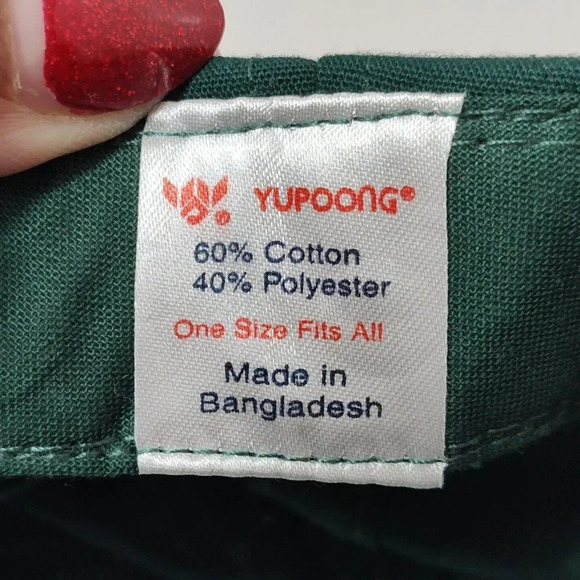 YUPOONG®
60% Cotton
40% Polyester
One Size Fits All
Made in
Bangladesh